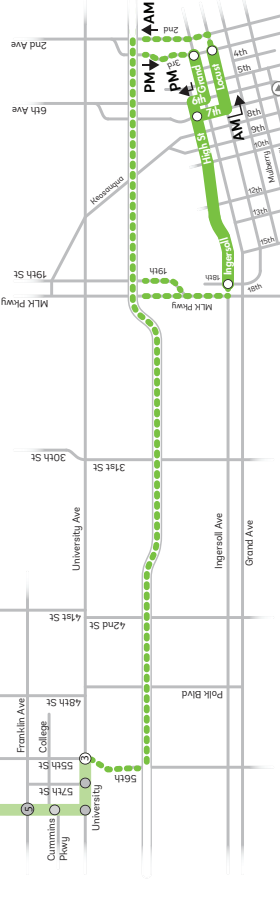 AM
2nd
2nd Ave
PM
3rd
PM
6th
Grand
Locust
4th
5th
7th
6th Ave
AM
8th
9th
10th
Mulberry
High St
Keosauqua
12th
13th
15th
Ingersoll
19th St
19th
18th
18th
MLK Pkwy
MLK Pkwy
30th St
31st St
University Ave
Ingersoll Ave
Grand Ave
41st St
42nd St
Polk Blvd
48th St
Franklin Ave
College
55th St
3
56th
57th St
5
University
Cummins
Pkwy